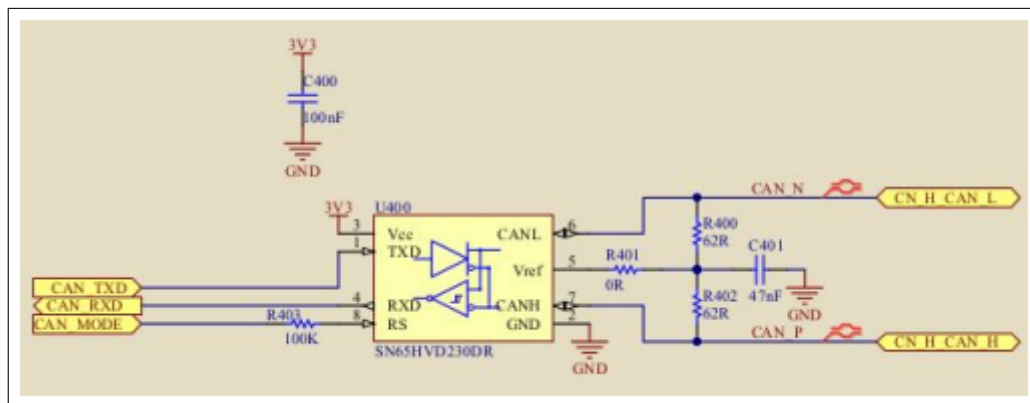 3V3
C400
100nF
GND
U400
3V3
3
Vcc
CANL
6
1
TXD
Vref
5
4
RXD
CANH
7
8
RS
GND
2
SN65HVD230DR
GND
CAN_TXD
CAN_RXD
CAN_MODE
R403
100K
R401
0R
CAN_N
CN_H_CAN_L
R400
62R
C401
47nF
GND
R402
62R
CAN_P
CN_H_CAN_H